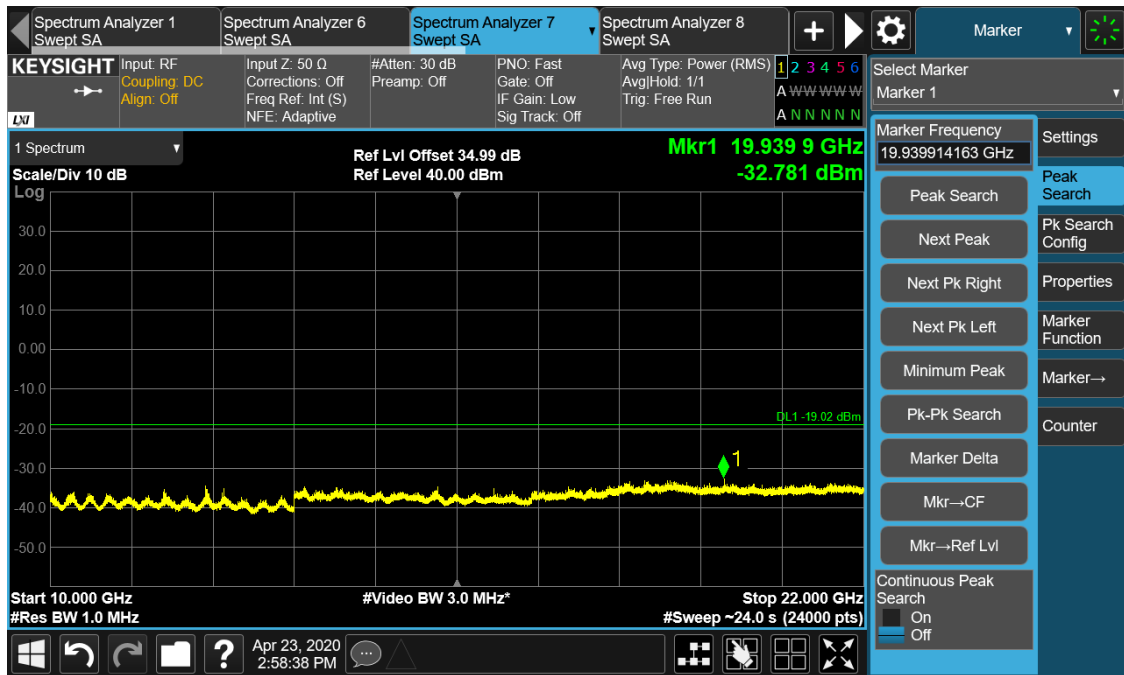 Spectrum Analyzer 1
Swept SA
Spectrum Analyzer 6
Swept SA
Spectrum Analyzer 7
Swept SA
Spectrum Analyzer 8
Swept SA
+
Marker
KEYSIGHT
LXI
Input: RF
Coupling: DC
Align: Off
Input Z: 50 Ω
Corrections: Off
Freq Ref: Int (S)
NFE: Adaptive
#Atten: 30 dB
Preamp: Off
PNO: Fast
Gate: Off
IF Gain: Low
Sig Track: Off
Avg Type: Power (RMS)
Avg|Hold: 1/1
Trig: Free Run
1 2 3 4 5 6
A W W W W W
A N N N N N
Select Marker
Marker 1
1 Spectrum
Scale/Div 10 dB
Log
Ref Lvl Offset 34.99 dB
Ref Level 40.00 dBm
Mkr1 19.939 9 GHz
-32.781 dBm
30.0
20.0
10.0
0.00
-10.0
-20.0
-30.0
-40.0
-50.0
DL1 -19.02 dBm
1
Start 10.000 GHz
#Res BW 1.0 MHz
#Video BW 3.0 MHz*
Stop 22.000 GHz
#Sweep ~24.0 s (24000 pts)
Marker Frequency
19.939914163 GHz
Peak Search
Next Peak
Next Pk Right
Next Pk Left
Minimum Peak
Pk-Pk Search
Marker Delta
Mkr→CF
Mkr→Ref Lvl
Continuous Peak
Search
On
Off
Settings
Peak
Search
Pk Search
Config
Properties
Marker
Function
Marker→
Counter
?
Apr 23, 2020
2:58:38 PM